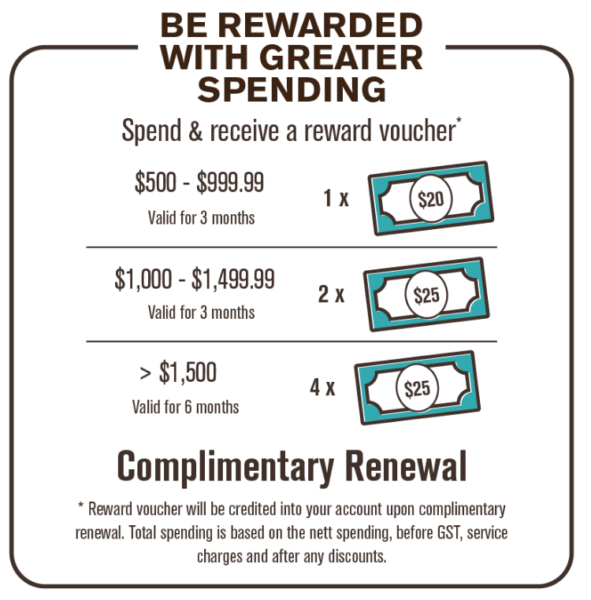 BE REWARDED
WITH GREATER
SPENDING
Spend & receive a reward voucher*
$500 - $999.99
Valid for 3 months
1 x
$20
$1,000 - $1,499.99
Valid for 3 months
2 x
$25
> $1,500
Valid for 6 months
4 x
$25
Complimentary Renewal
* Reward voucher will be credited into your account upon complimentary
renewal. Total spending is based on the nett spending, before GST, service
charges and after any discounts.